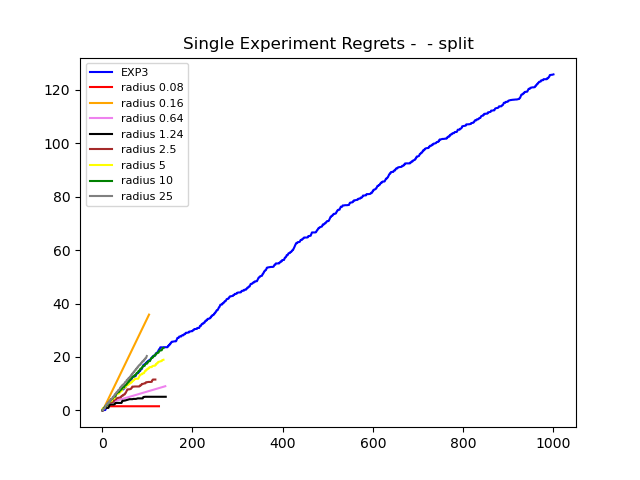 Single Experiment Regrets -  - split
EXP3
radius 0.08
radius 0.16
radius 0.64
radius 1.24
radius 2.5
radius 5
radius 10
radius 25
120
100
80
60
40
20
0
0 200 400 600 800 1000